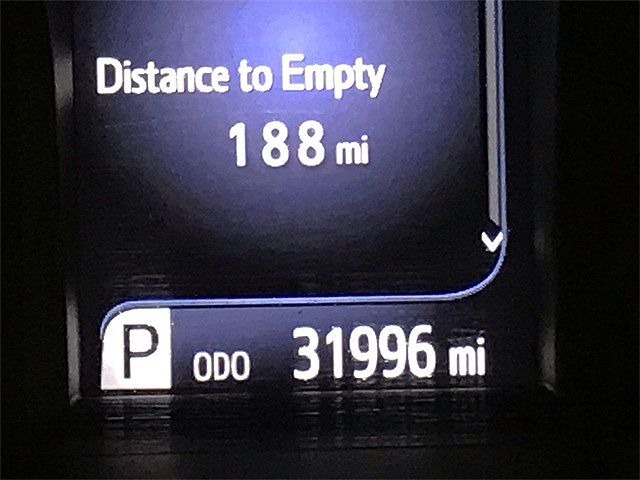 Distance to Empty
188 mi
P ODO 31996 mi